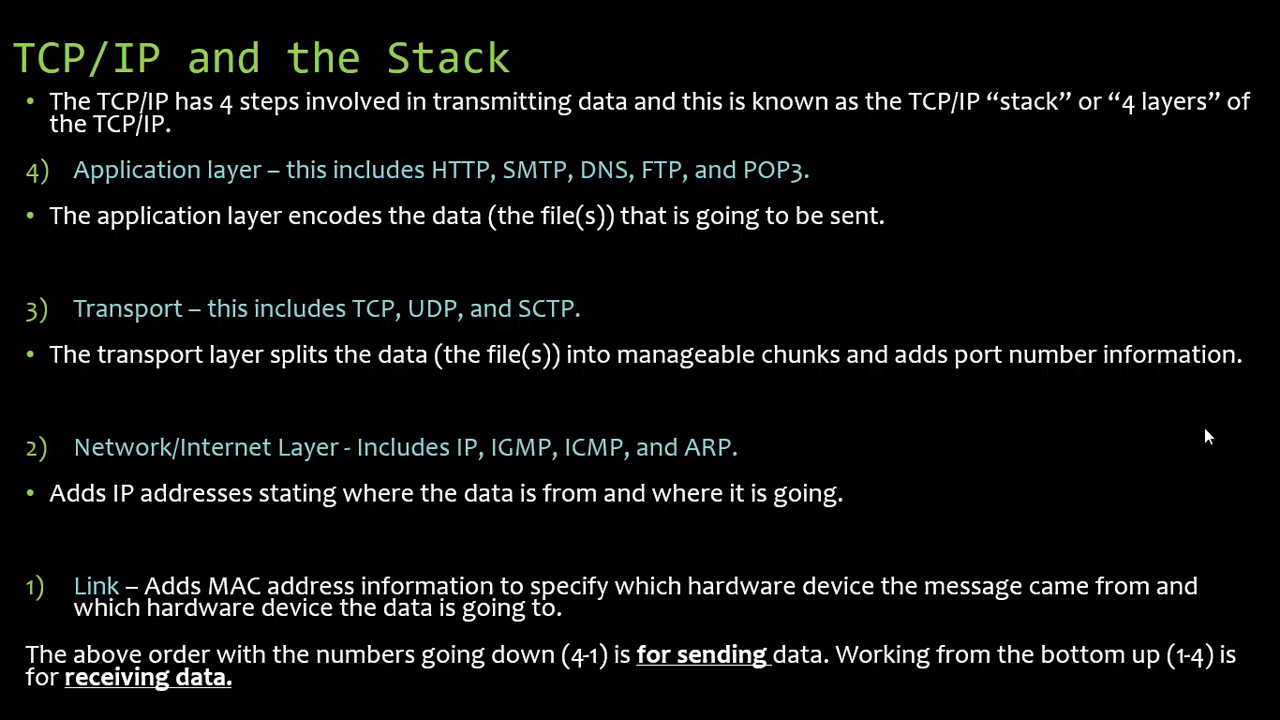 TCP/IP and the Stack
• The TCP/IP has 4 steps involved in transmitting data and this is known as the TCP/IP “stack” or “4 layers” of
the TCP/IP.
4) Application layer – this includes HTTP, SMTP, DNS, FTP, and POP3.
• The application layer encodes the data (the file(s)) that is going to be sent.
3) Transport – this includes TCP, UDP, and SCTP.
• The transport layer splits the data (the file(s)) into manageable chunks and adds port number information.
2) Network/Internet Layer - Includes IP, IGMP, ICMP, and ARP.
• Adds IP addresses stating where the data is from and where it is going.
1) Link – Adds MAC address information to specify which hardware device the message came from and
which hardware device the data is going to.
The above order with the numbers going down (4-1) is for sending data. Working from the bottom up (1-4) is
for receiving data.